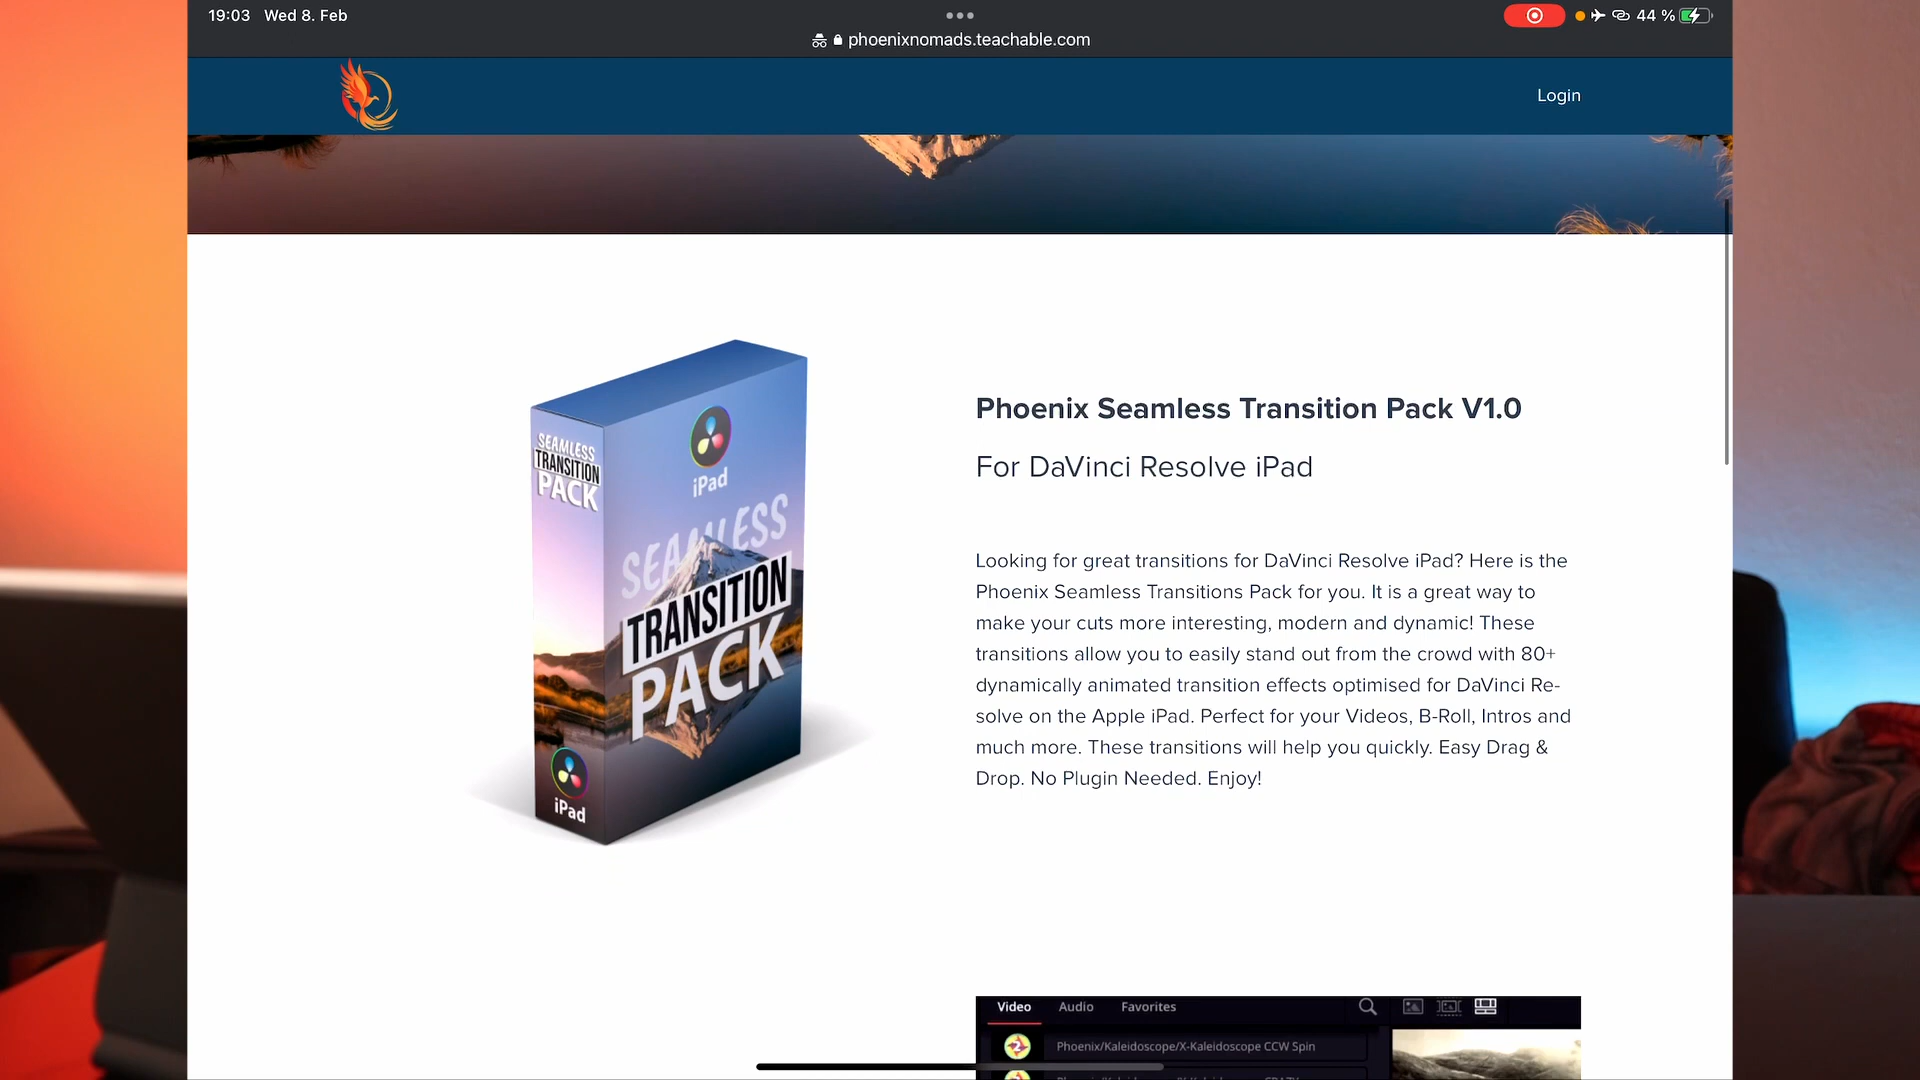 19:03 Wed 8. Feb
44 %
phoenixnomads.teachable.com
Login
SEAMLESS
TRANSITION
PACK
iPad
iPad
SEAMLESS
TRANSITION
PACK
Phoenix Seamless Transition Pack V1.0
For DaVinci Resolve iPad
Looking for great transitions for DaVinci Resolve iPad? Here is the
Phoenix Seamless Transitions Pack for you. It is a great way to
make your cuts more interesting, modern and dynamic! These
transitions allow you to easily stand out from the crowd with 80+
dynamically animated transition effects optimised for DaVinci Re-
solve on the Apple iPad. Perfect for your Videos, B-Roll, Intros and
much more. These transitions will help you quickly. Easy Drag &
Drop. No Plugin Needed. Enjoy!
Video Audio Favorites
Phoenix/Kaleidoscope/X-Kaleidoscope CCW Spin